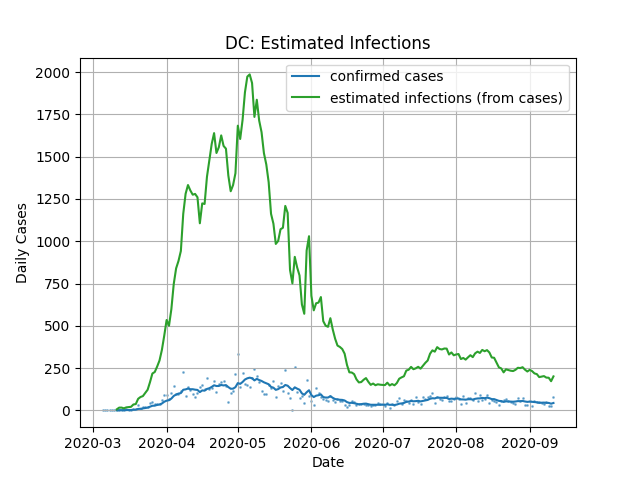 DC: Estimated Infections
confirmed cases
estimated infections (from cases)
Daily Cases
2000
1750
1500
1250
1000
750
500
250
0
2020-03 2020-04 2020-05 2020-06 2020-07 2020-08 2020-09
Date